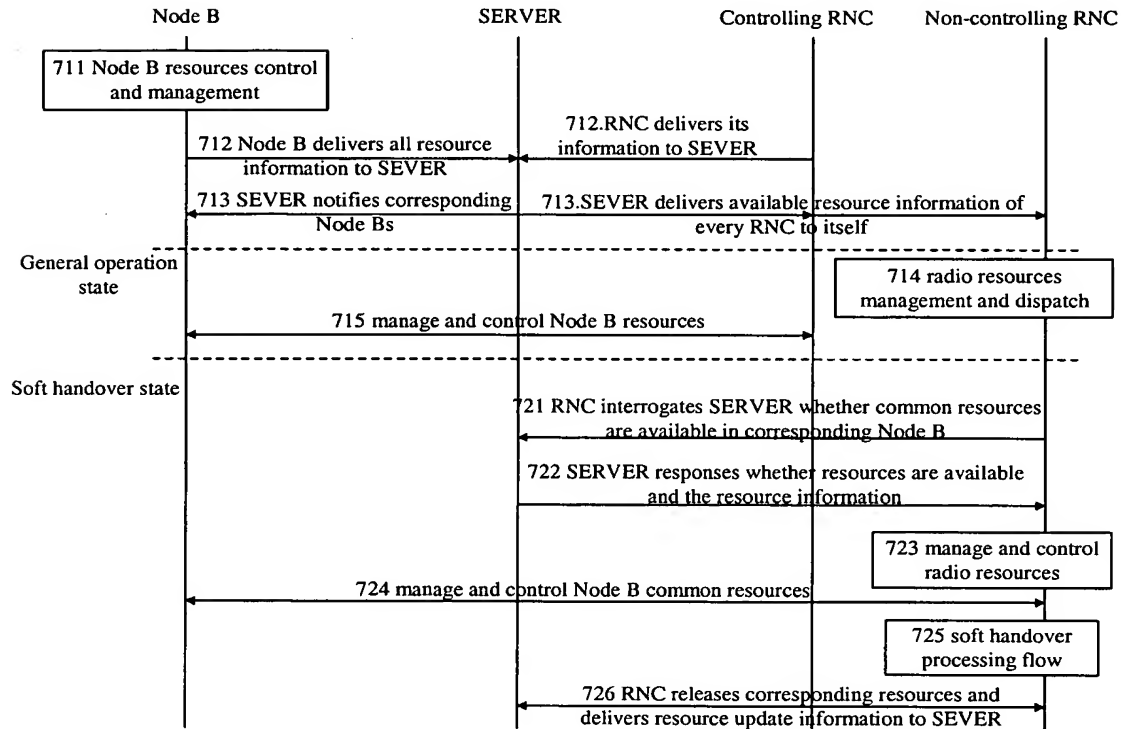 Node B
SERVER
Controlling RNC
Non-controlling RNC
711 Node B resources control
and management
712 Node B delivers all resource
information to SEVER
712.RNC delivers its
information to SEVER
713 SEVER notifies corresponding
Node Bs
713.SEVER delivers available resource information of
every RNC to itself
General operation
state
714 radio resources
management and dispatch
715 manage and control Node B resources
Soft handover state
721 RNC interrogates SERVER whether common resources
are available in corresponding Node B
722 SERVER responses whether resources are available
and the resource information
723 manage and control
radio resources
724 manage and control Node B common resources
725 soft handover
processing flow
726 RNC releases corresponding resources and
delivers resource update information to SEVER